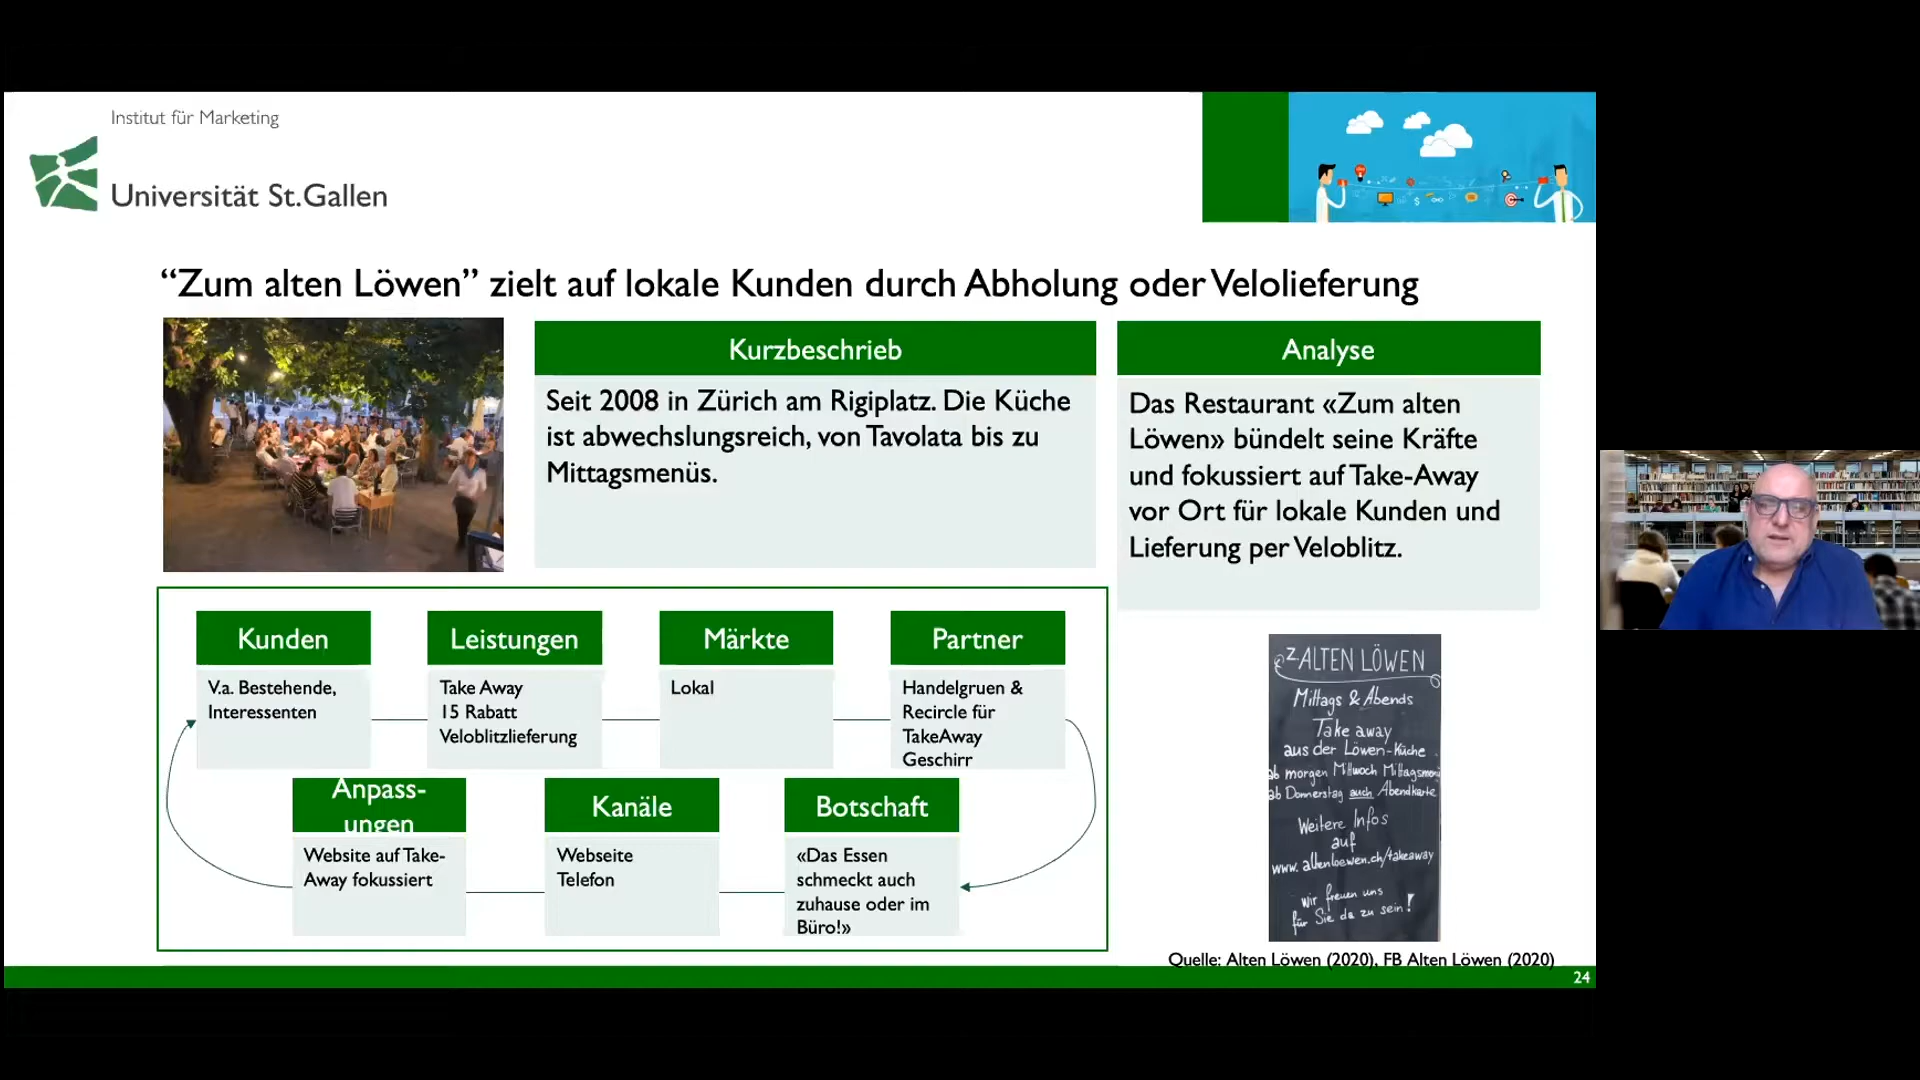 Institut für Marketing
Universität St.Gallen
“Zum alten Löwen” zielt auf lokale Kunden durch Abholung oder Velolieferung
Kurzbeschrieb
Seit 2008 in Zürich am Rigiplatz. Die Küche
ist abwechslungsreich, von Tavolata bis zu
Mittagsmenüs.
Analyse
Das Restaurant «Zum alten
Löwen» bündelt seine Kräfte
und fokussiert auf Take-Away
vor Ort für lokale Kunden und
Lieferung per Veloblitz.
Kunden
V.a. Bestehende,
Interessenten
Leistungen
Take Away
15 Rabatt
Veloblitzlieferung
Märkte
Lokal
Partner
Handelgruen &
Recircle für
TakeAway
Geschirr
Anpass-
ungen
Website auf Take-
Away fokussiert
Kanäle
Webseite
Telefon
Botschaft
«Das Essen
schmeckt auch
zuhause oder im
Büro!»
z. ALTEN LÖWEN
Mittags & Abends
Take away
aus der Löwen-Küche
ab morgen Mittwoch Mittagsmenü
ab Donnerstag auch Abendkarte
Weitere Infos
auf
www.altenloewen.ch/takeaway
wir freuen uns
für Sie da zu sein!
Quelle: Alten Löwen (2020), FB Alten Löwen (2020)
24